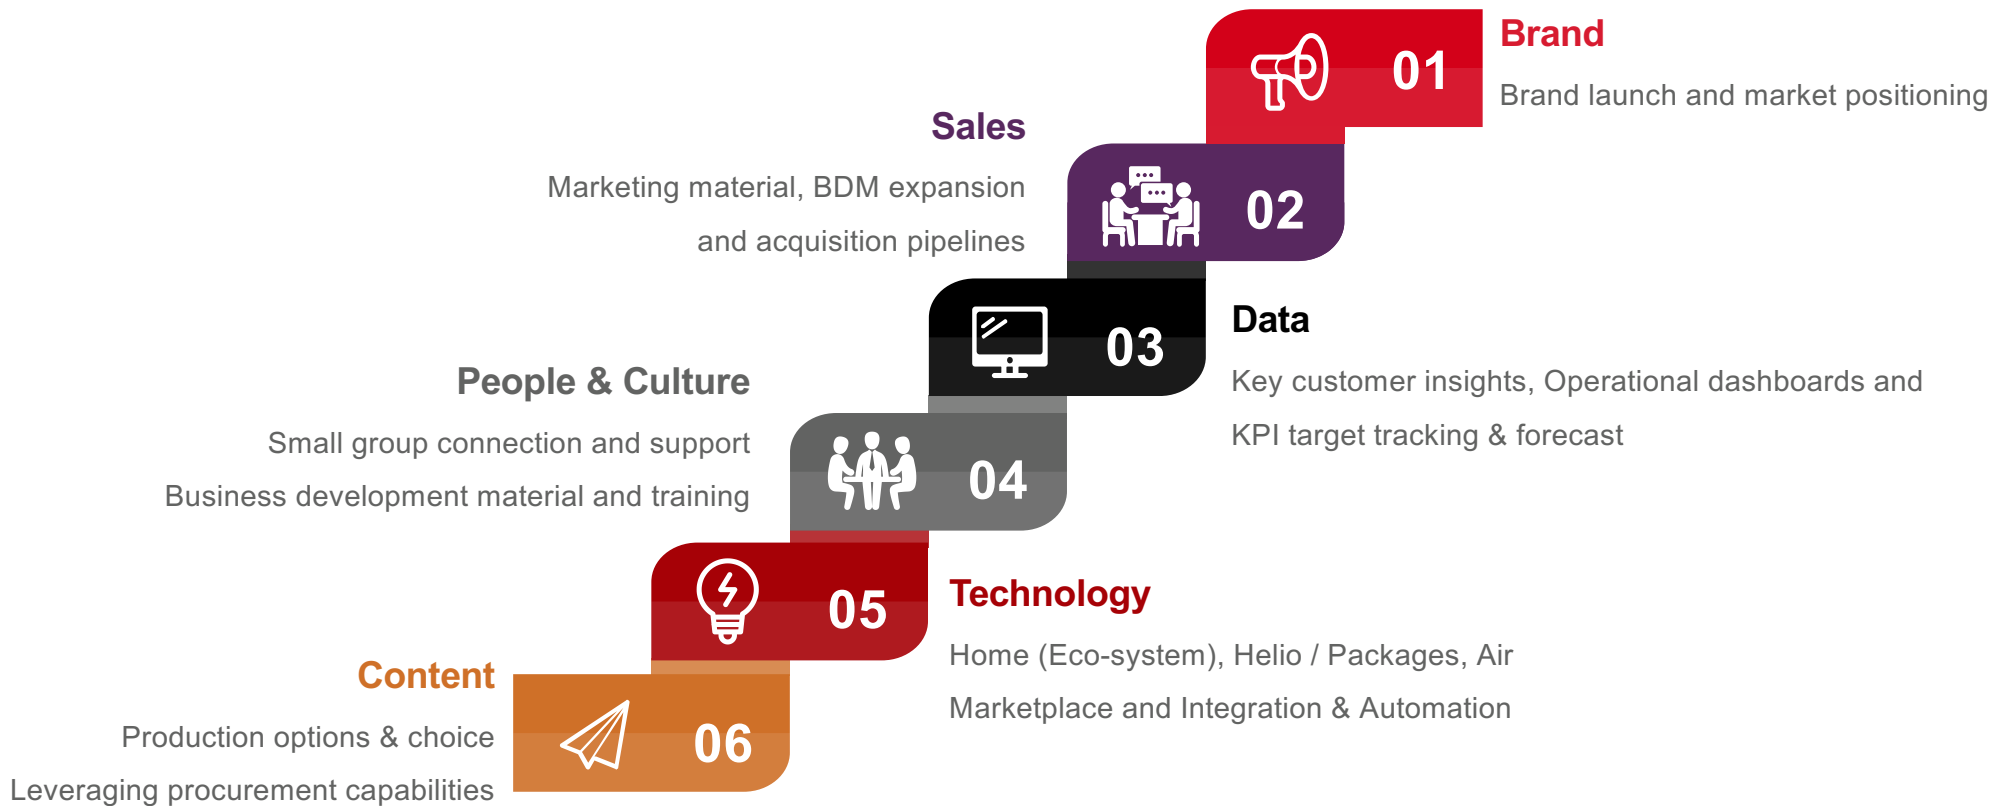 01
Brand
Brand launch and market positioning
02
Sales
Marketing material, BDM expansion
and acquisition pipelines
03
Data
Key customer insights, Operational dashboards and
KPI target tracking & forecast
04
People & Culture
Small group connection and support
Business development material and training
05
Technology
Home (Eco-system), Helio / Packages, Air
Marketplace and Integration & Automation
06
Content
Production options & choice
Leveraging procurement capabilities